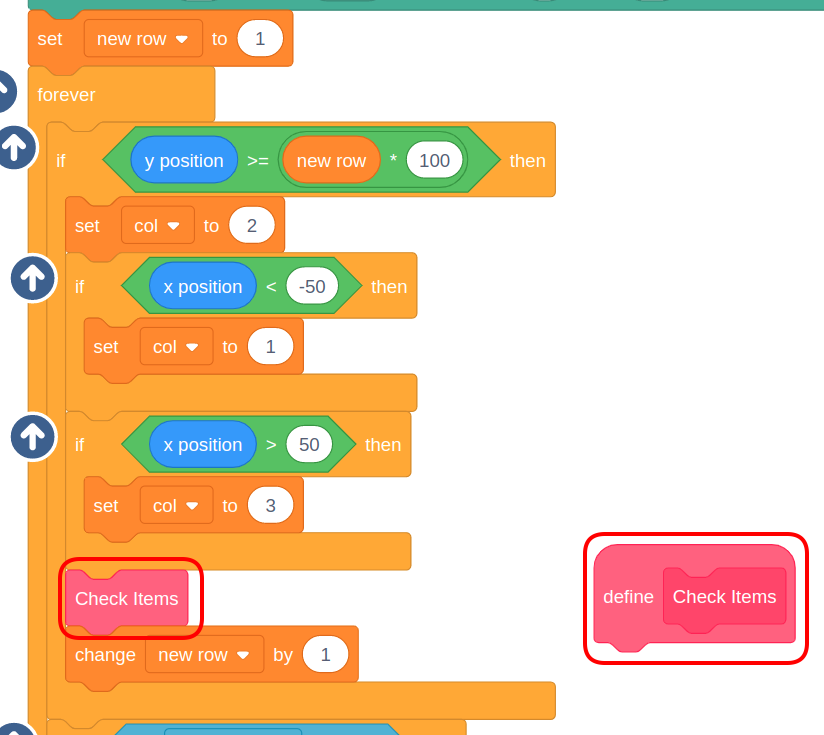 set new row to 1
forever
if y position >= new row * 100 then
set col to 2
if x position < -50 then
set col to 1
if x position > 50 then
set col to 3
Check Items
define Check Items
change new row by 1